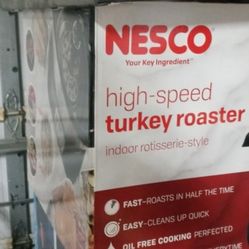 NESCO
Your Key Ingredient™
high-speed
turkey roaster
indoor rotisserie-style
FAST–ROASTS IN HALF THE TIME
EASY–CLEANS UP QUICK
OIL FREE COOKING PERFECTED